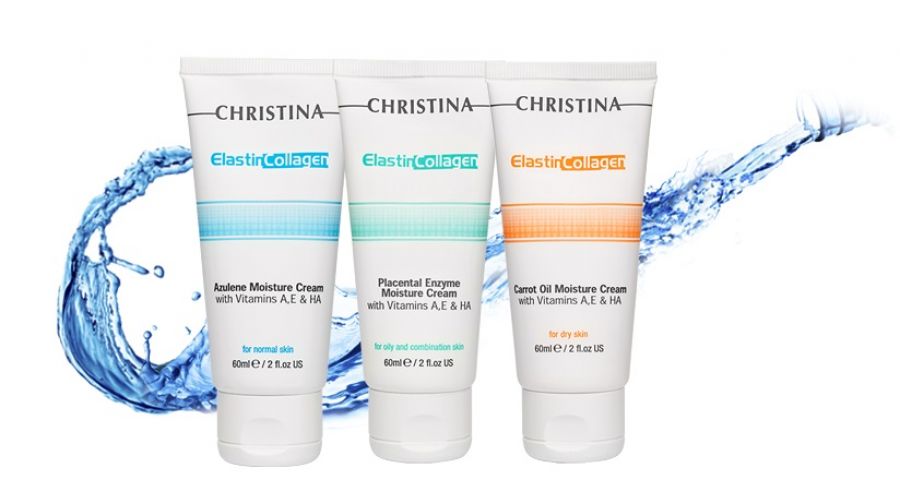 CHRISTINA
ElastinCollagen
Azulene Moisture Cream
with Vitamins A,E & HA
for normal skin
60ml ℮ / 2 fl.oz US
CHRISTINA
ElastinCollagen
Placental Enzyme
Moisture Cream
with Vitamins A,E & HA
for oily and combination skin
60ml ℮ / 2 fl.oz US
CHRISTINA
ElastinCollagen
Carrot Oil Moisture Cream
with Vitamins A,E & HA
for dry skin
60ml ℮ / 2 fl.oz US